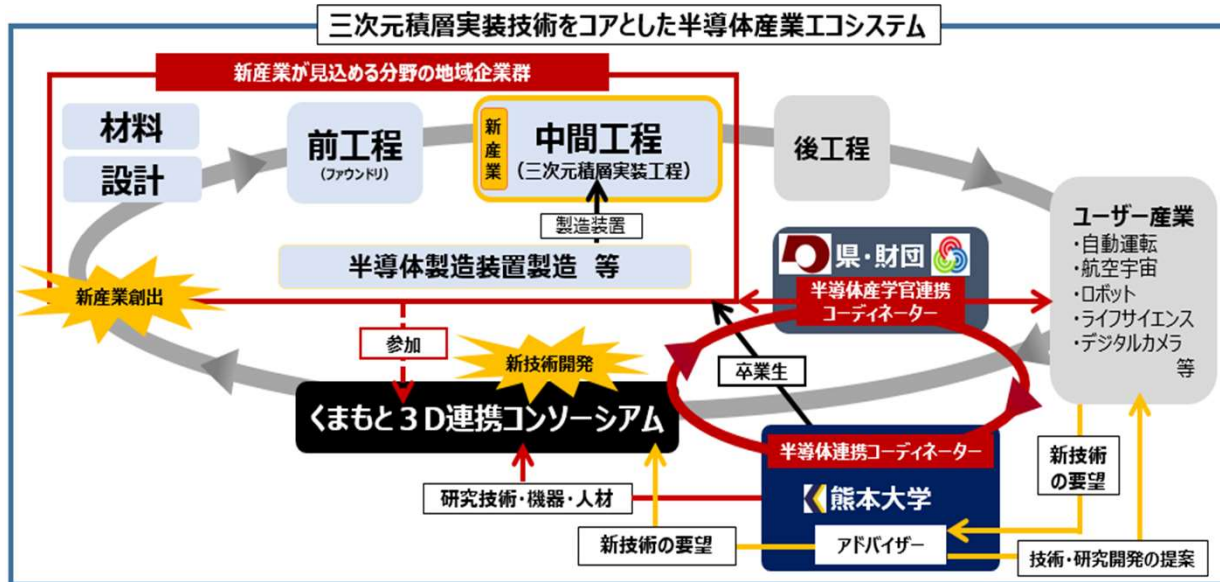 三次元積層実装技術をコアとした半導体産業エコシステム
新産業が見込める分野の地域企業群
材料
設計
前工程
(ファウンドリ)
新産業
中間工程
(三次元積層実装工程)
後工程
製造装置
半導体製造装置製造 等
ユーザー産業
・自動運転
・航空宇宙
・ロボット
・ライフサイエンス
・デジタルカメラ
等
県・財団
半導体産学官連携
コーディネーター
新産業創出
参加
新技術開発
卒業生
くまもと3D連携コンソーシアム
半導体連携コーディネーター
熊本大学
アドバイザー
研究技術・機器・人材
新技術の要望
新技術
の要望
技術・研究開発の提案